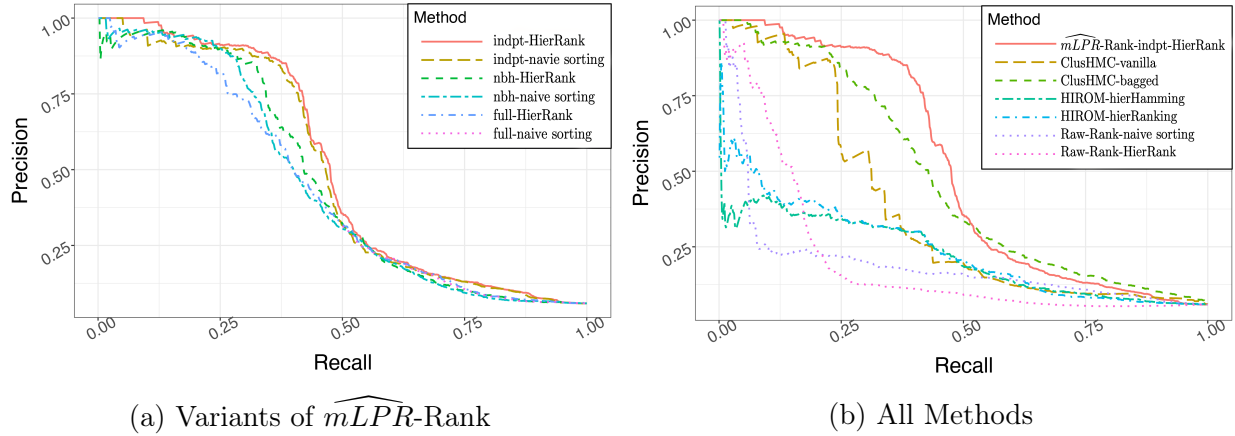 Method
indpt-HierRank
indpt-navie sorting
nbh-HierRank
nbh-naive sorting
full-HierRank
full-naive sorting
Precision
1.00
0.75
0.50
0.25
0.00
0.25
0.50
0.75
1.00
Recall
(a) Variants of \widehat{mLPR}-Rank
Method
\widehat{mLPR}-Rank-indpt-HierRank
ClusHMC-vanilla
ClusHMC-bagged
HIROM-hierHamming
HIROM-hierRanking
Raw-Rank-naive sorting
Raw-Rank-HierRank
Precision
1.00
0.75
0.50
0.25
0.00
0.25
0.50
0.75
1.00
Recall
(b) All Methods